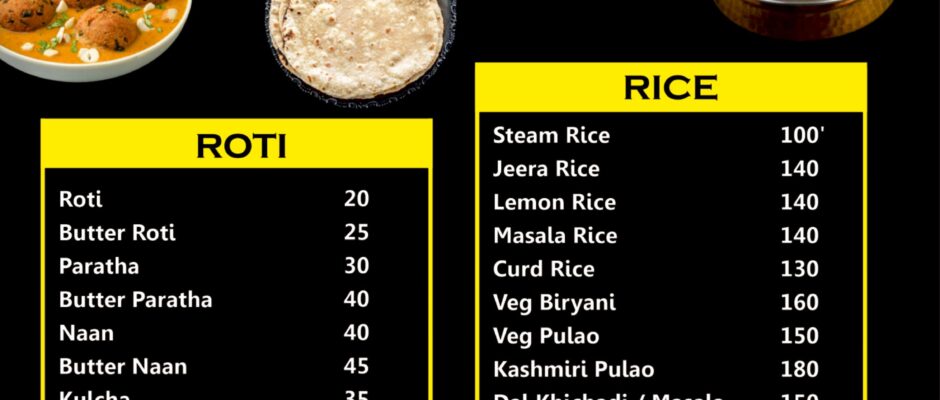 ROTI
Roti 20
Butter Roti 25
Paratha 30
Butter Paratha 40
Naan 40
Butter Naan 45
Kulcha 35
RICE
Steam Rice 100'
Jeera Rice 140
Lemon Rice 140
Masala Rice 140
Curd Rice 130
Veg Biryani 160
Veg Pulao 150
Kashmiri Pulao 180
Dal Khichadi / Masala 150